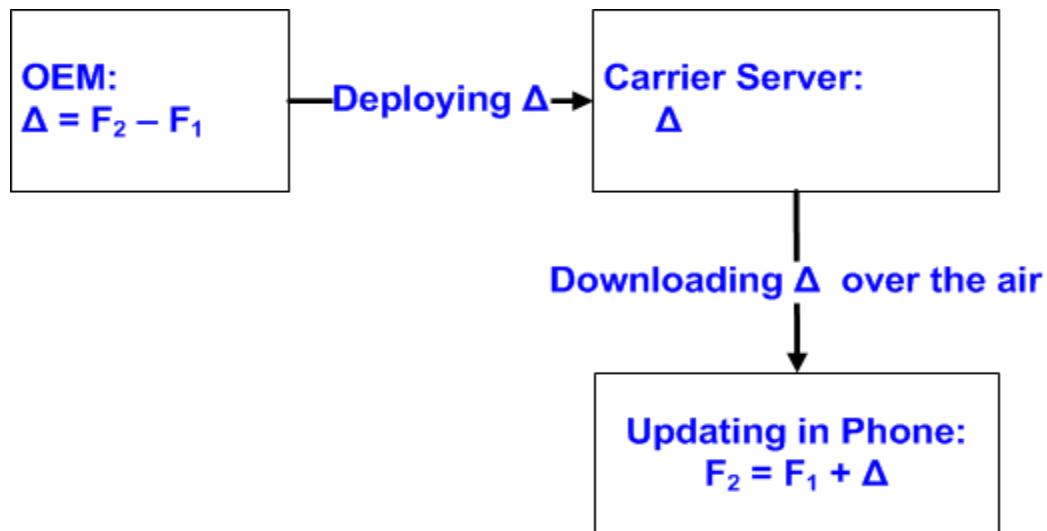 OEM:
Δ = F₂ – F₁
Deploying Δ
Carrier Server:
Δ
Downloading Δ over the air
Updating in Phone:
F₂ = F₁ + Δ